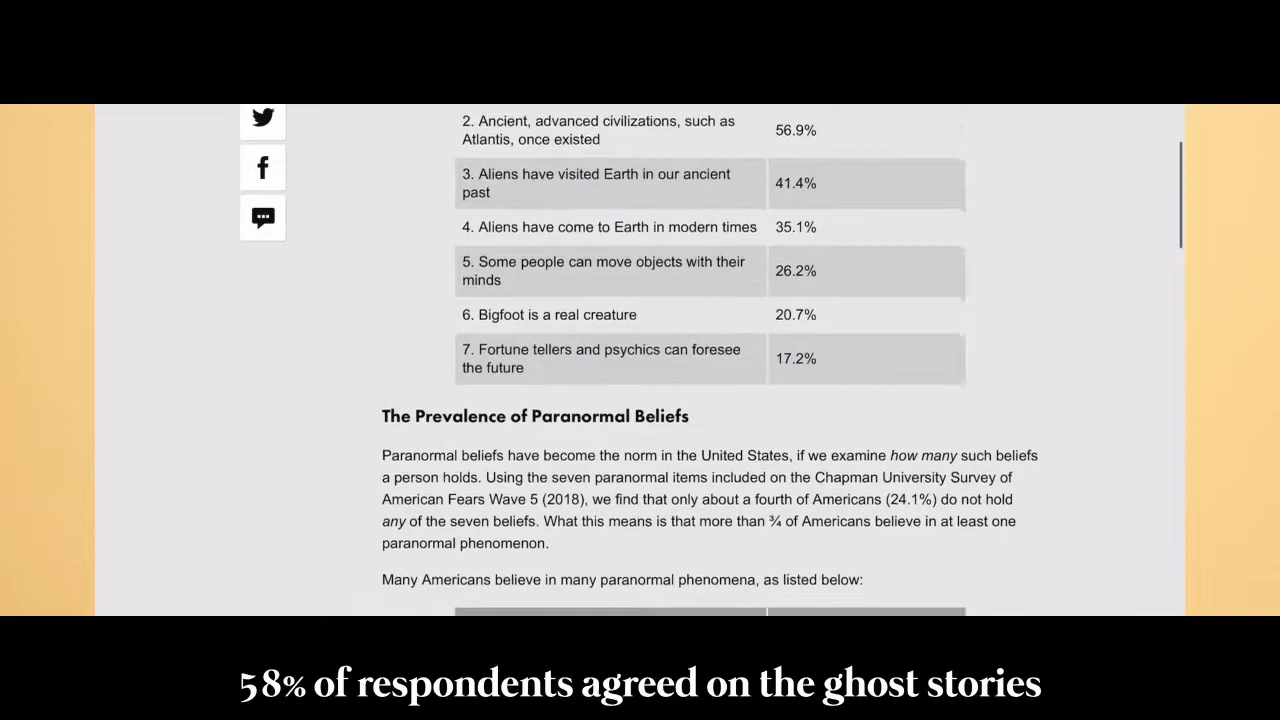 2. Ancient, advanced civilizations, such as
Atlantis, once existed
56.9%
3. Aliens have visited Earth in our ancient
past
41.4%
4. Aliens have come to Earth in modern times
35.1%
5. Some people can move objects with their
minds
26.2%
6. Bigfoot is a real creature
20.7%
7. Fortune tellers and psychics can foresee
the future
17.2%
The Prevalence of Paranormal Beliefs
Paranormal beliefs have become the norm in the United States, if we examine how many such beliefs
a person holds. Using the seven paranormal items included on the Chapman University Survey of
American Fears Wave 5 (2018), we find that only about a fourth of Americans (24.1%) do not hold
any of the seven beliefs. What this means is that more than ¾ of Americans believe in at least one
paranormal phenomenon.
Many Americans believe in many paranormal phenomena, as listed below:
58% of respondents agreed on the ghost stories